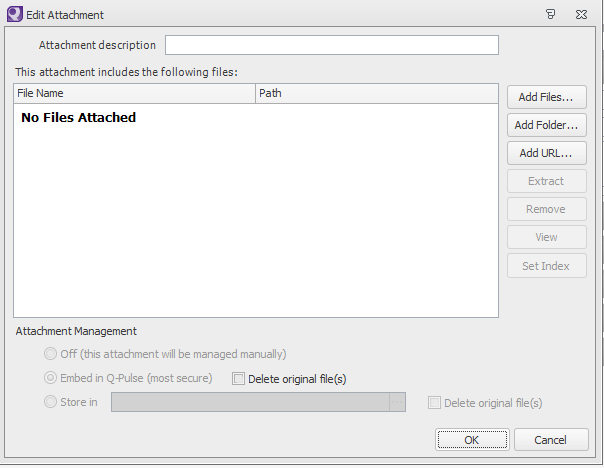 Edit Attachment
Attachment description
This attachment includes the following files:
File Name Path
No Files Attached
Add Files...
Add Folder...
Add URL...
Extract
Remove
View
Set Index
Attachment Management
Off (this attachment will be managed manually)
Embed in Q-Pulse (most secure) Delete original file(s)
Store in ... Delete original file(s)
OK Cancel